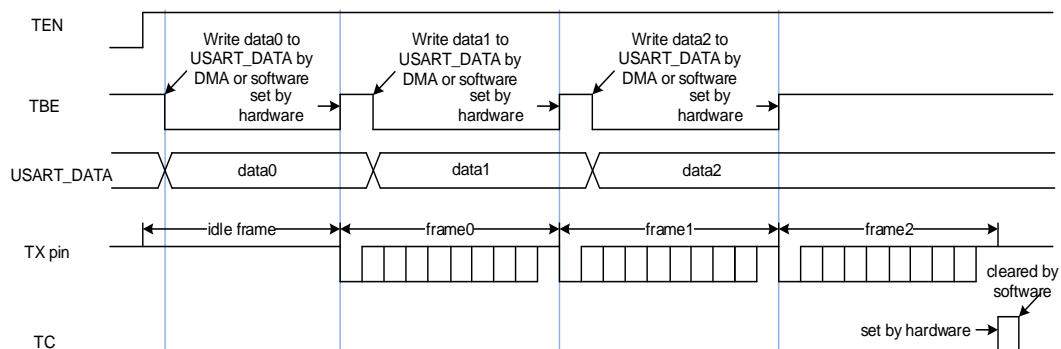 TEN
Write data0 to
USART_DATA by
DMA or software
set by
hardware
Write data1 to
USART_DATA by
DMA or software
set by
hardware
Write data2 to
USART_DATA by
DMA or software
set by
hardware
TBE
USART_DATA
data0
data1
data2
idle frame
frame0
frame1
frame2
TX pin
cleared by
software
set by hardware
TC